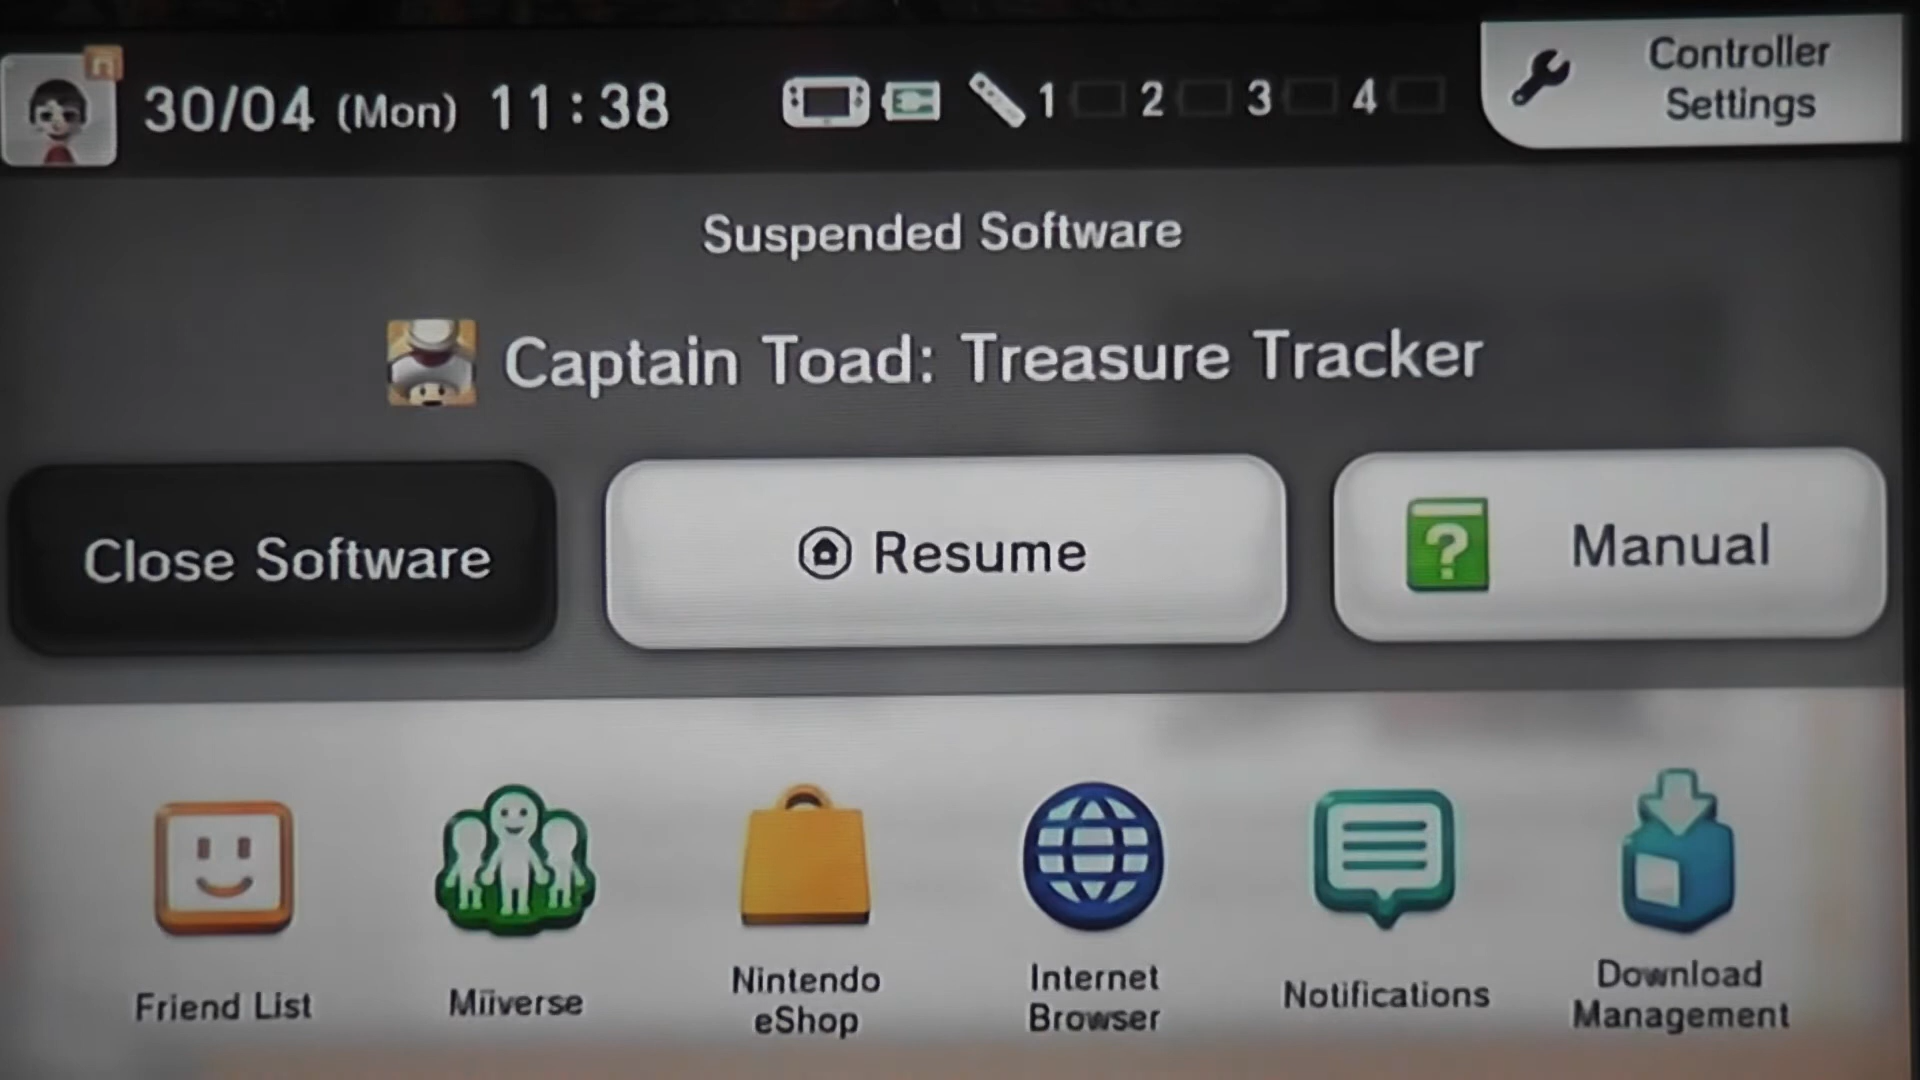 30/04 (Mon) 11:38
1 2 3 4
Controller
Settings
Suspended Software
Captain Toad: Treasure Tracker
Close Software
Resume
? Manual
Friend List
Miiverse
Nintendo
eShop
Internet
Browser
Notifications
Download
Management